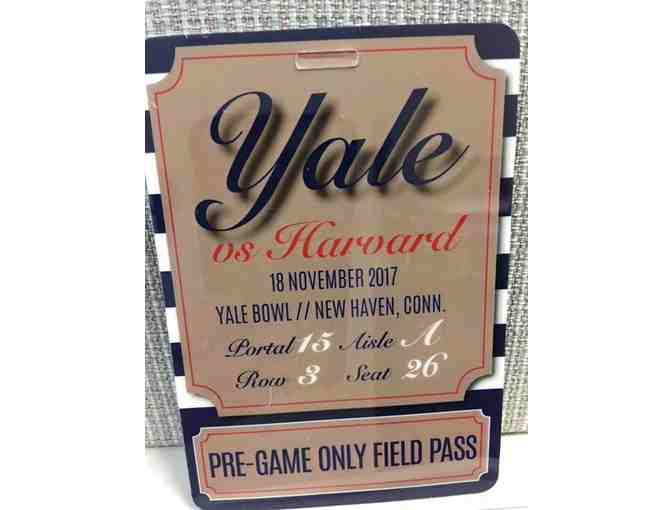 Yale
vs Harvard
18 NOVEMBER 2017
YALE BOWL // NEW HAVEN, CONN.
Portal 15 Aisle A
Row 3 Seat 26
PRE-GAME ONLY FIELD PASS